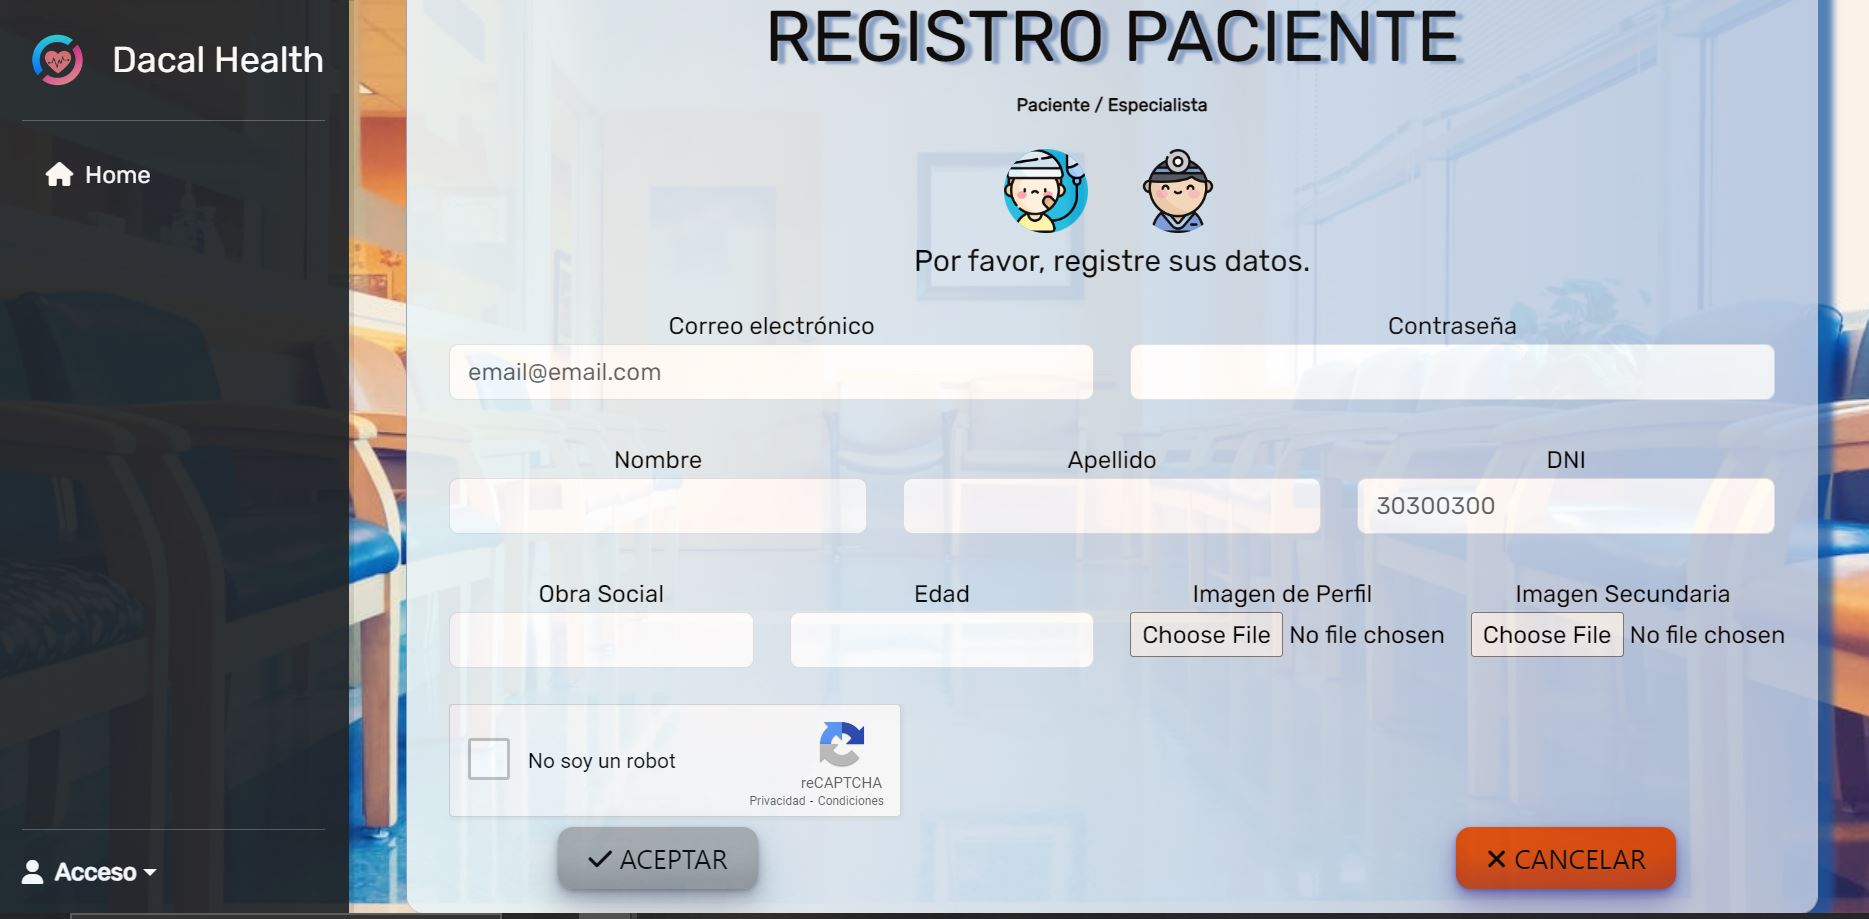 Dacal Health
Home
REGISTRO PACIENTE
Paciente / Especialista
Por favor, registre sus datos.
Correo electrónico
Contraseña
email@email.com
Nombre
Apellido
DNI
30300300
Obra Social
Edad
Imagen de Perfil
Imagen Secundaria
Choose File No file chosen
Choose File No file chosen
No soy un robot
reCAPTCHA
Privacidad - Condiciones
ACEPTAR
CANCELAR
Acceso